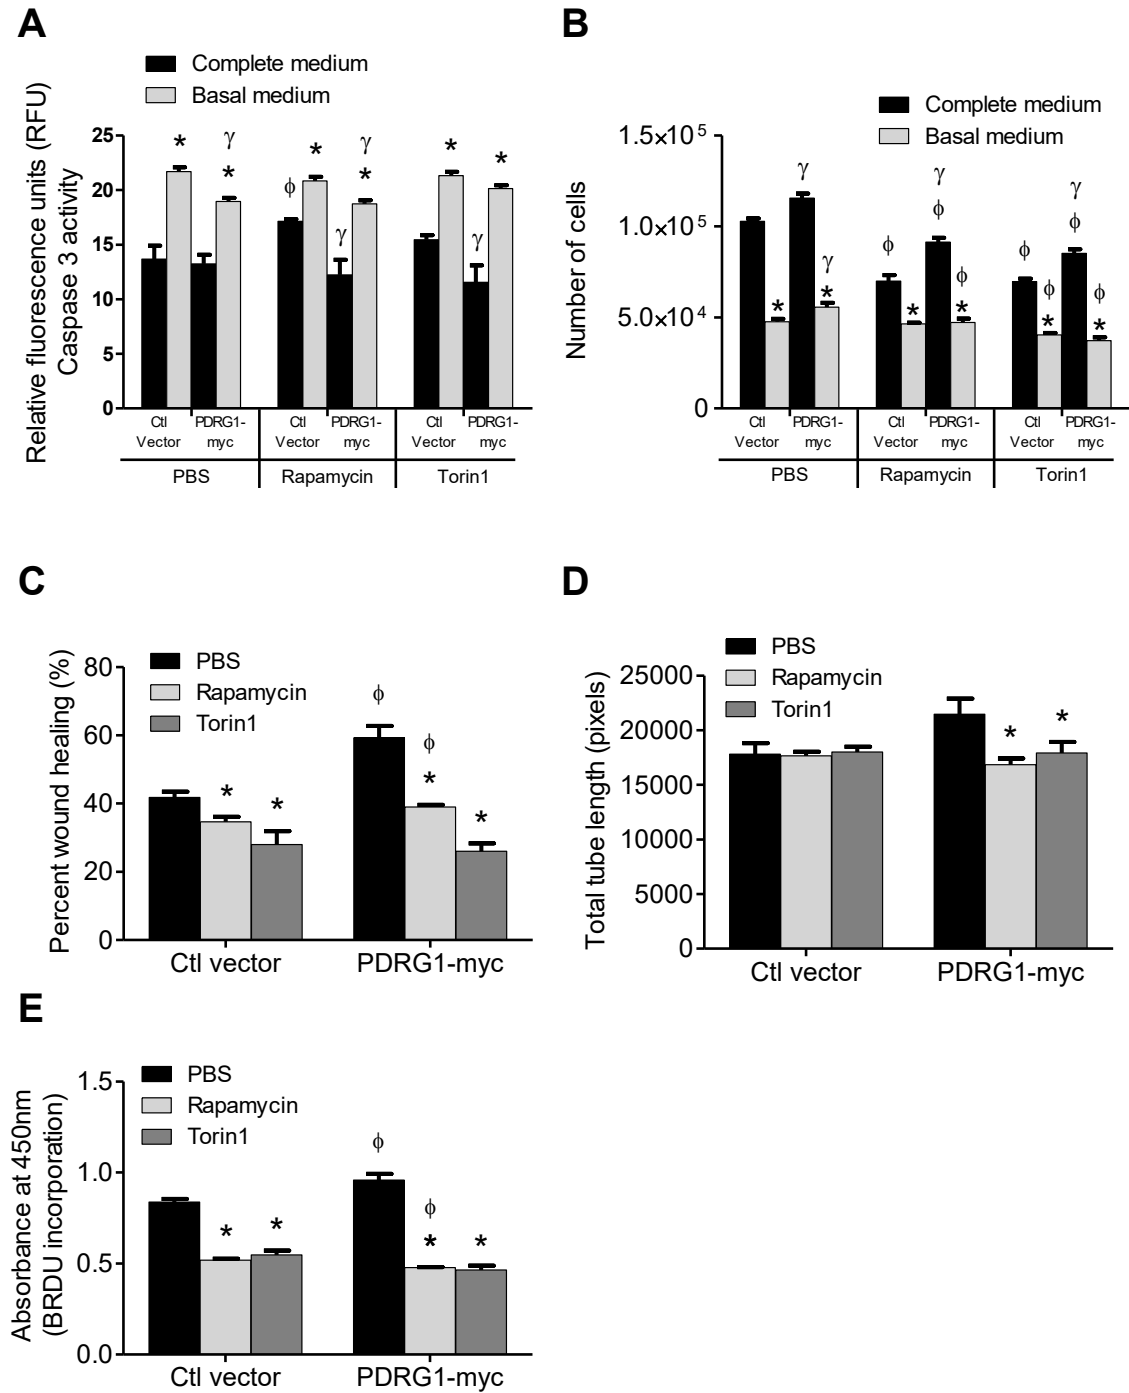 A
Complete medium
Basal medium
Relative fluorescence units (RFU)
Caspase 3 activity
25
20
15
10
5
0
* * γ ϕ * γ * γ * γ *
Ctl Vector
PDRG1-myc
Ctl Vector
PDRG1-myc
Ctl Vector
PDRG1-myc
PBS
Rapamycin
Torin1
B
Complete medium
Basal medium
Number of cells
1.5×10⁵
1.0×10⁵
5.0×10⁴
0
* γ γ * ϕ * γ ϕ ϕ * ϕ ϕ * γ ϕ ϕ *
Ctl Vector
PDRG1-myc
Ctl Vector
PDRG1-myc
Ctl Vector
PDRG1-myc
PBS
Rapamycin
Torin1
C
PBS
Rapamycin
Torin1
Percent wound healing (%)
80
60
40
20
0
* * ϕ ϕ * *
Ctl vector
PDRG1-myc
D
PBS
Rapamycin
Torin1
Total tube length (pixels)
25000
20000
15000
10000
5000
0
* *
Ctl vector
PDRG1-myc
E
PBS
Rapamycin
Torin1
Absorbance at 450nm
(BRDU incorporation)
1.5
1.0
0.5
0.0
* * ϕ ϕ * *
Ctl vector
PDRG1-myc